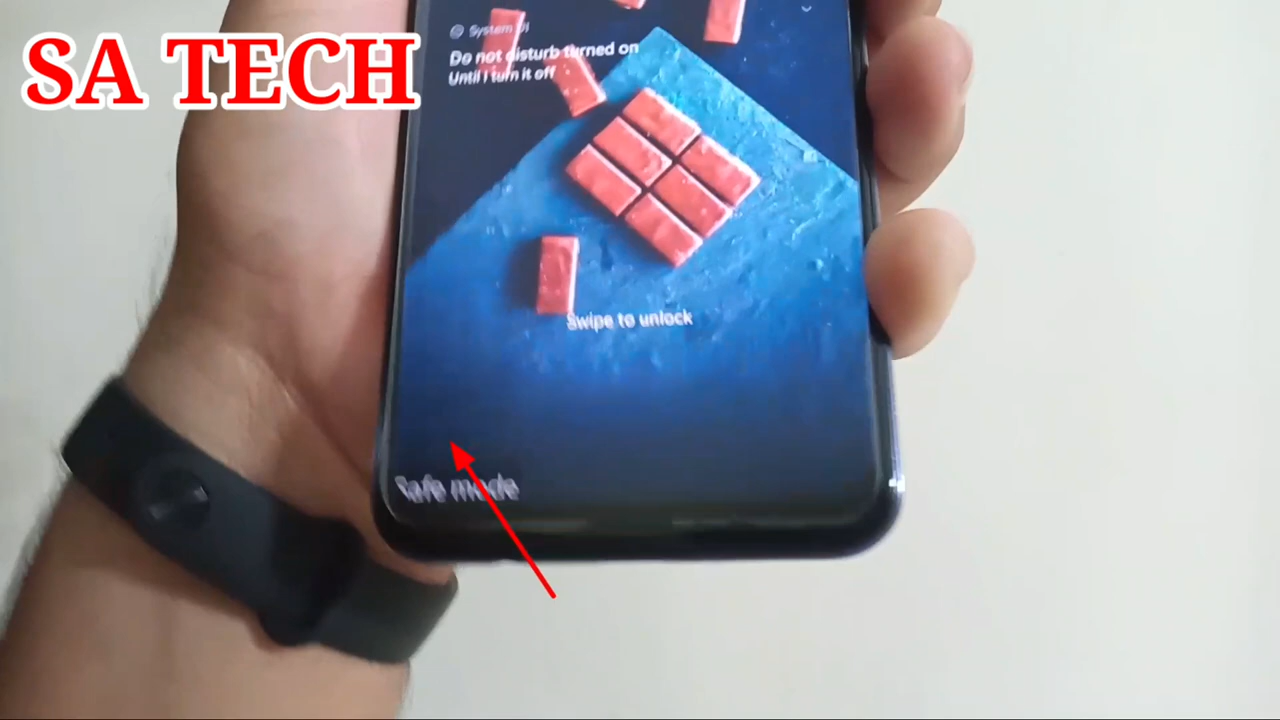 SA TECH
System UI
Do not disturb turned on
Until I turn it off
Swipe to unlock
Safe mode